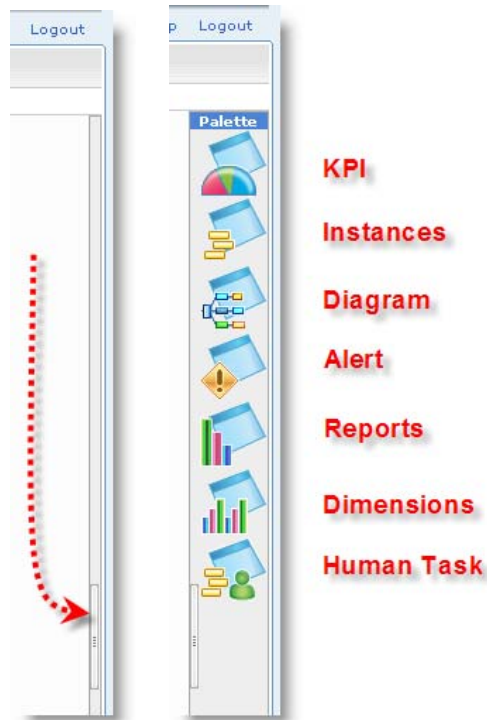 Logout
p Logout
Palette
KPI
Instances
Diagram
Alert
Reports
Dimensions
Human Task